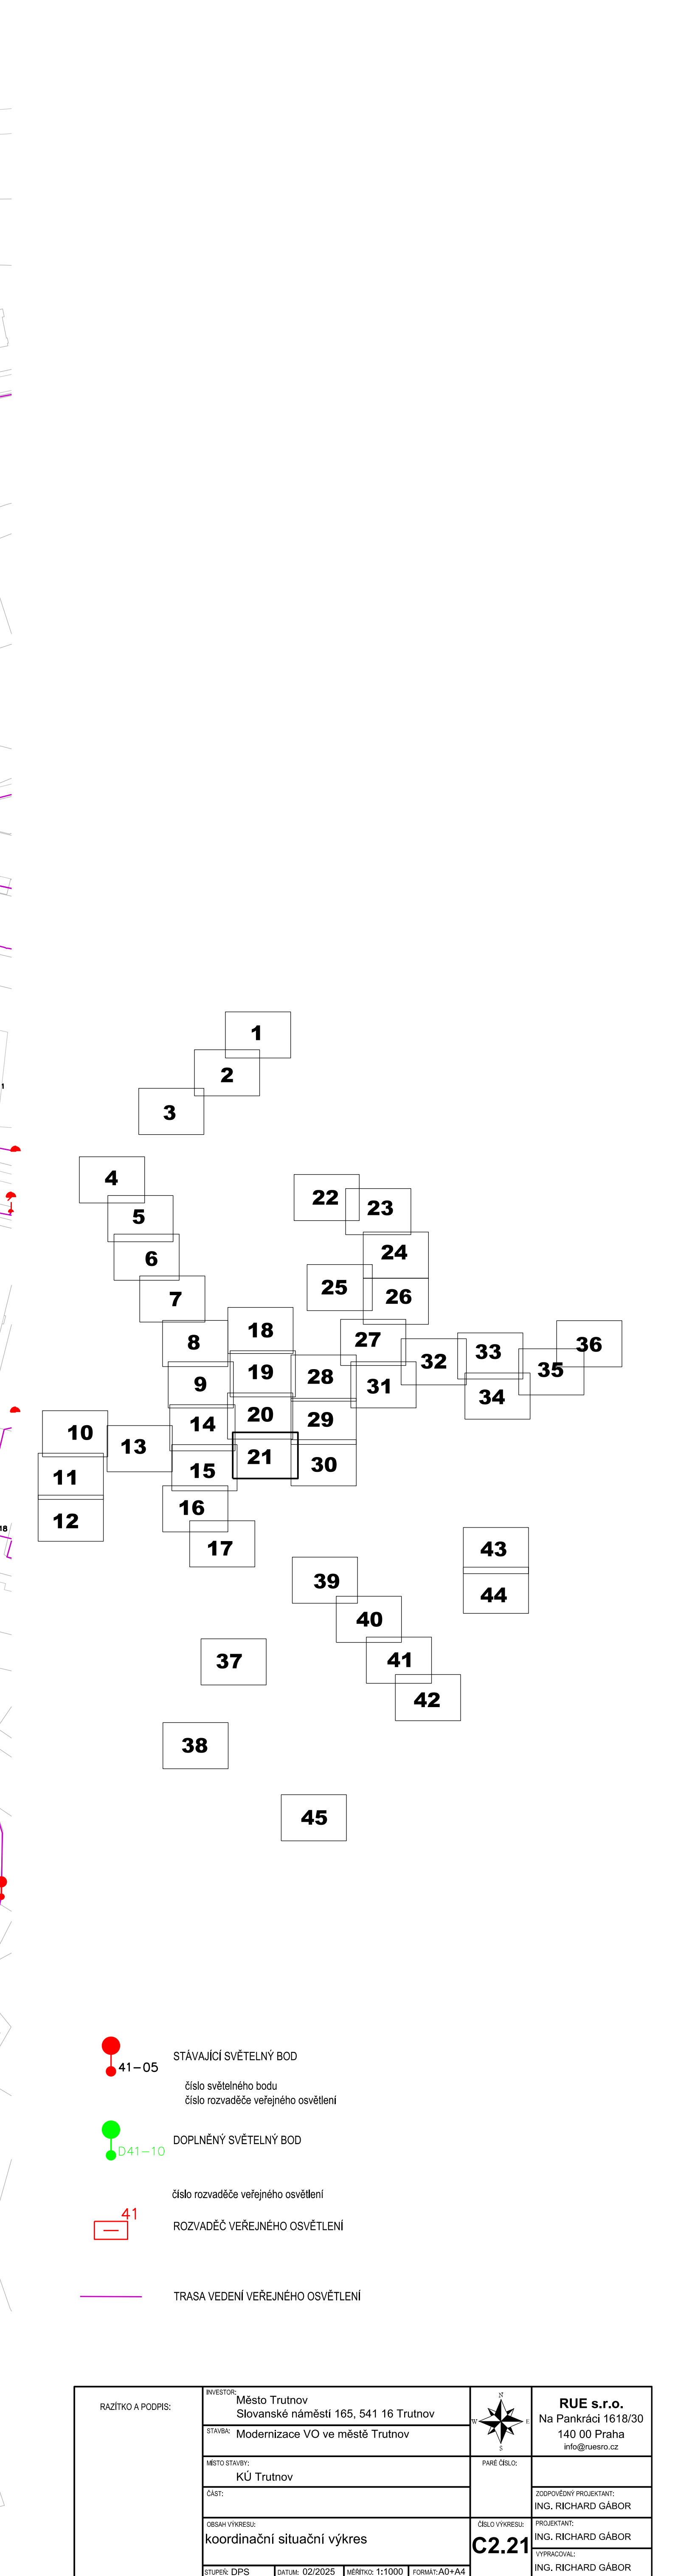 1
2
3
4
5
6
7
8
9
10
11
12
13
14
15
16
17
18
19
20
21
22
23
24
25
26
27
28
29
30
31
32
33
34
35
36
37
38
39
40
41
42
43
44
45
1
18
41-05
STÁVAJÍCÍ SVĚTELNÝ BOD
číslo světelného bodu
číslo rozvaděče veřejného osvětlení
D41-10
DOPLNĚNÝ SVĚTELNÝ BOD
číslo rozvaděče veřejného osvětlení
41
ROZVADĚČ VEŘEJNÉHO OSVĚTLENÍ
TRASA VEDENÍ VEŘEJNÉHO OSVĚTLENÍ
RAZÍTKO A PODPIS:
INVESTOR:
Město Trutnov
Slovanské náměstí 165, 541 16 Trutnov
STAVBA: Modernizace VO ve městě Trutnov
MÍSTO STAVBY:
KÚ Trutnov
ČÁST:
OBSAH VÝKRESU:
koordinační situační výkres
STUPEŇ: DPS
DATUM: 02/2025
MĚŘÍTKO: 1:1000
FORMÁT: A0+A4
N
W
E
S
PARÉ ČÍSLO:
ČÍSLO VÝKRESU:
C2.21
RUE s.r.o.
Na Pankráci 1618/30
140 00 Praha
info@ruesro.cz
ZODPOVĚDNÝ PROJEKTANT:
ING. RICHARD GÁBOR
PROJEKTANT:
ING. RICHARD GÁBOR
VYPRACOVAL:
ING. RICHARD GÁBOR